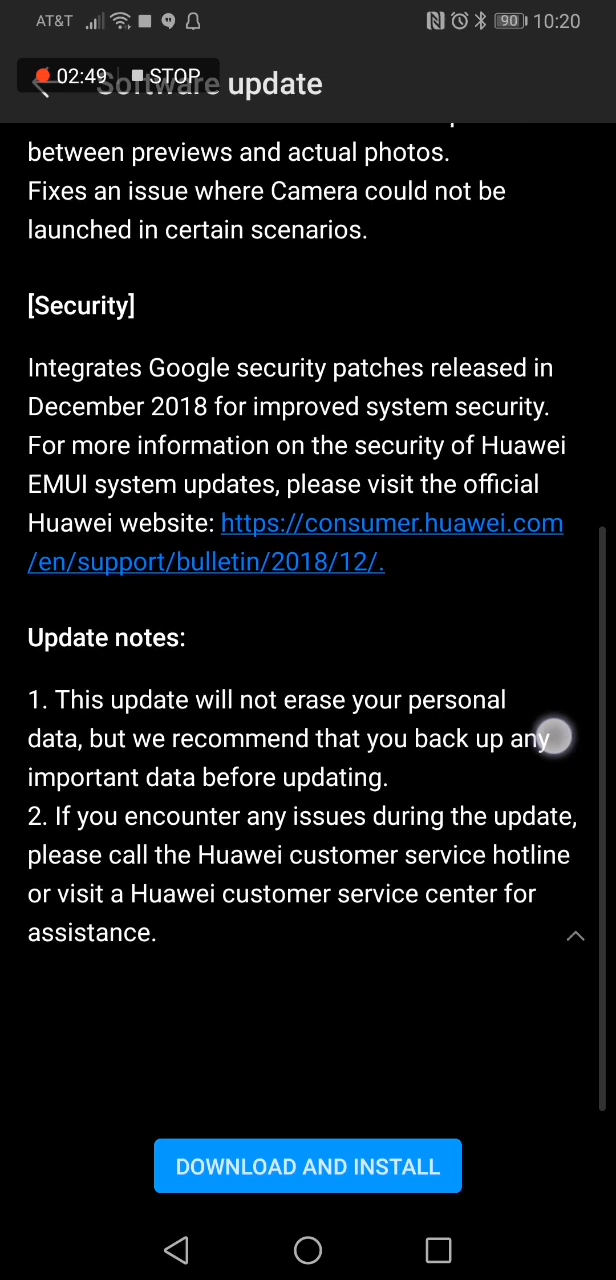 AT&T 90 10:20
02:49 STOP
Software update
between previews and actual photos.
Fixes an issue where Camera could not be
launched in certain scenarios.
[Security]
Integrates Google security patches released in
December 2018 for improved system security.
For more information on the security of Huawei
EMUI system updates, please visit the official
Huawei website: https://consumer.huawei.com
/en/support/bulletin/2018/12/.
Update notes:
1. This update will not erase your personal
data, but we recommend that you back up any
important data before updating.
2. If you encounter any issues during the update,
please call the Huawei customer service hotline
or visit a Huawei customer service center for
assistance.
DOWNLOAD AND INSTALL